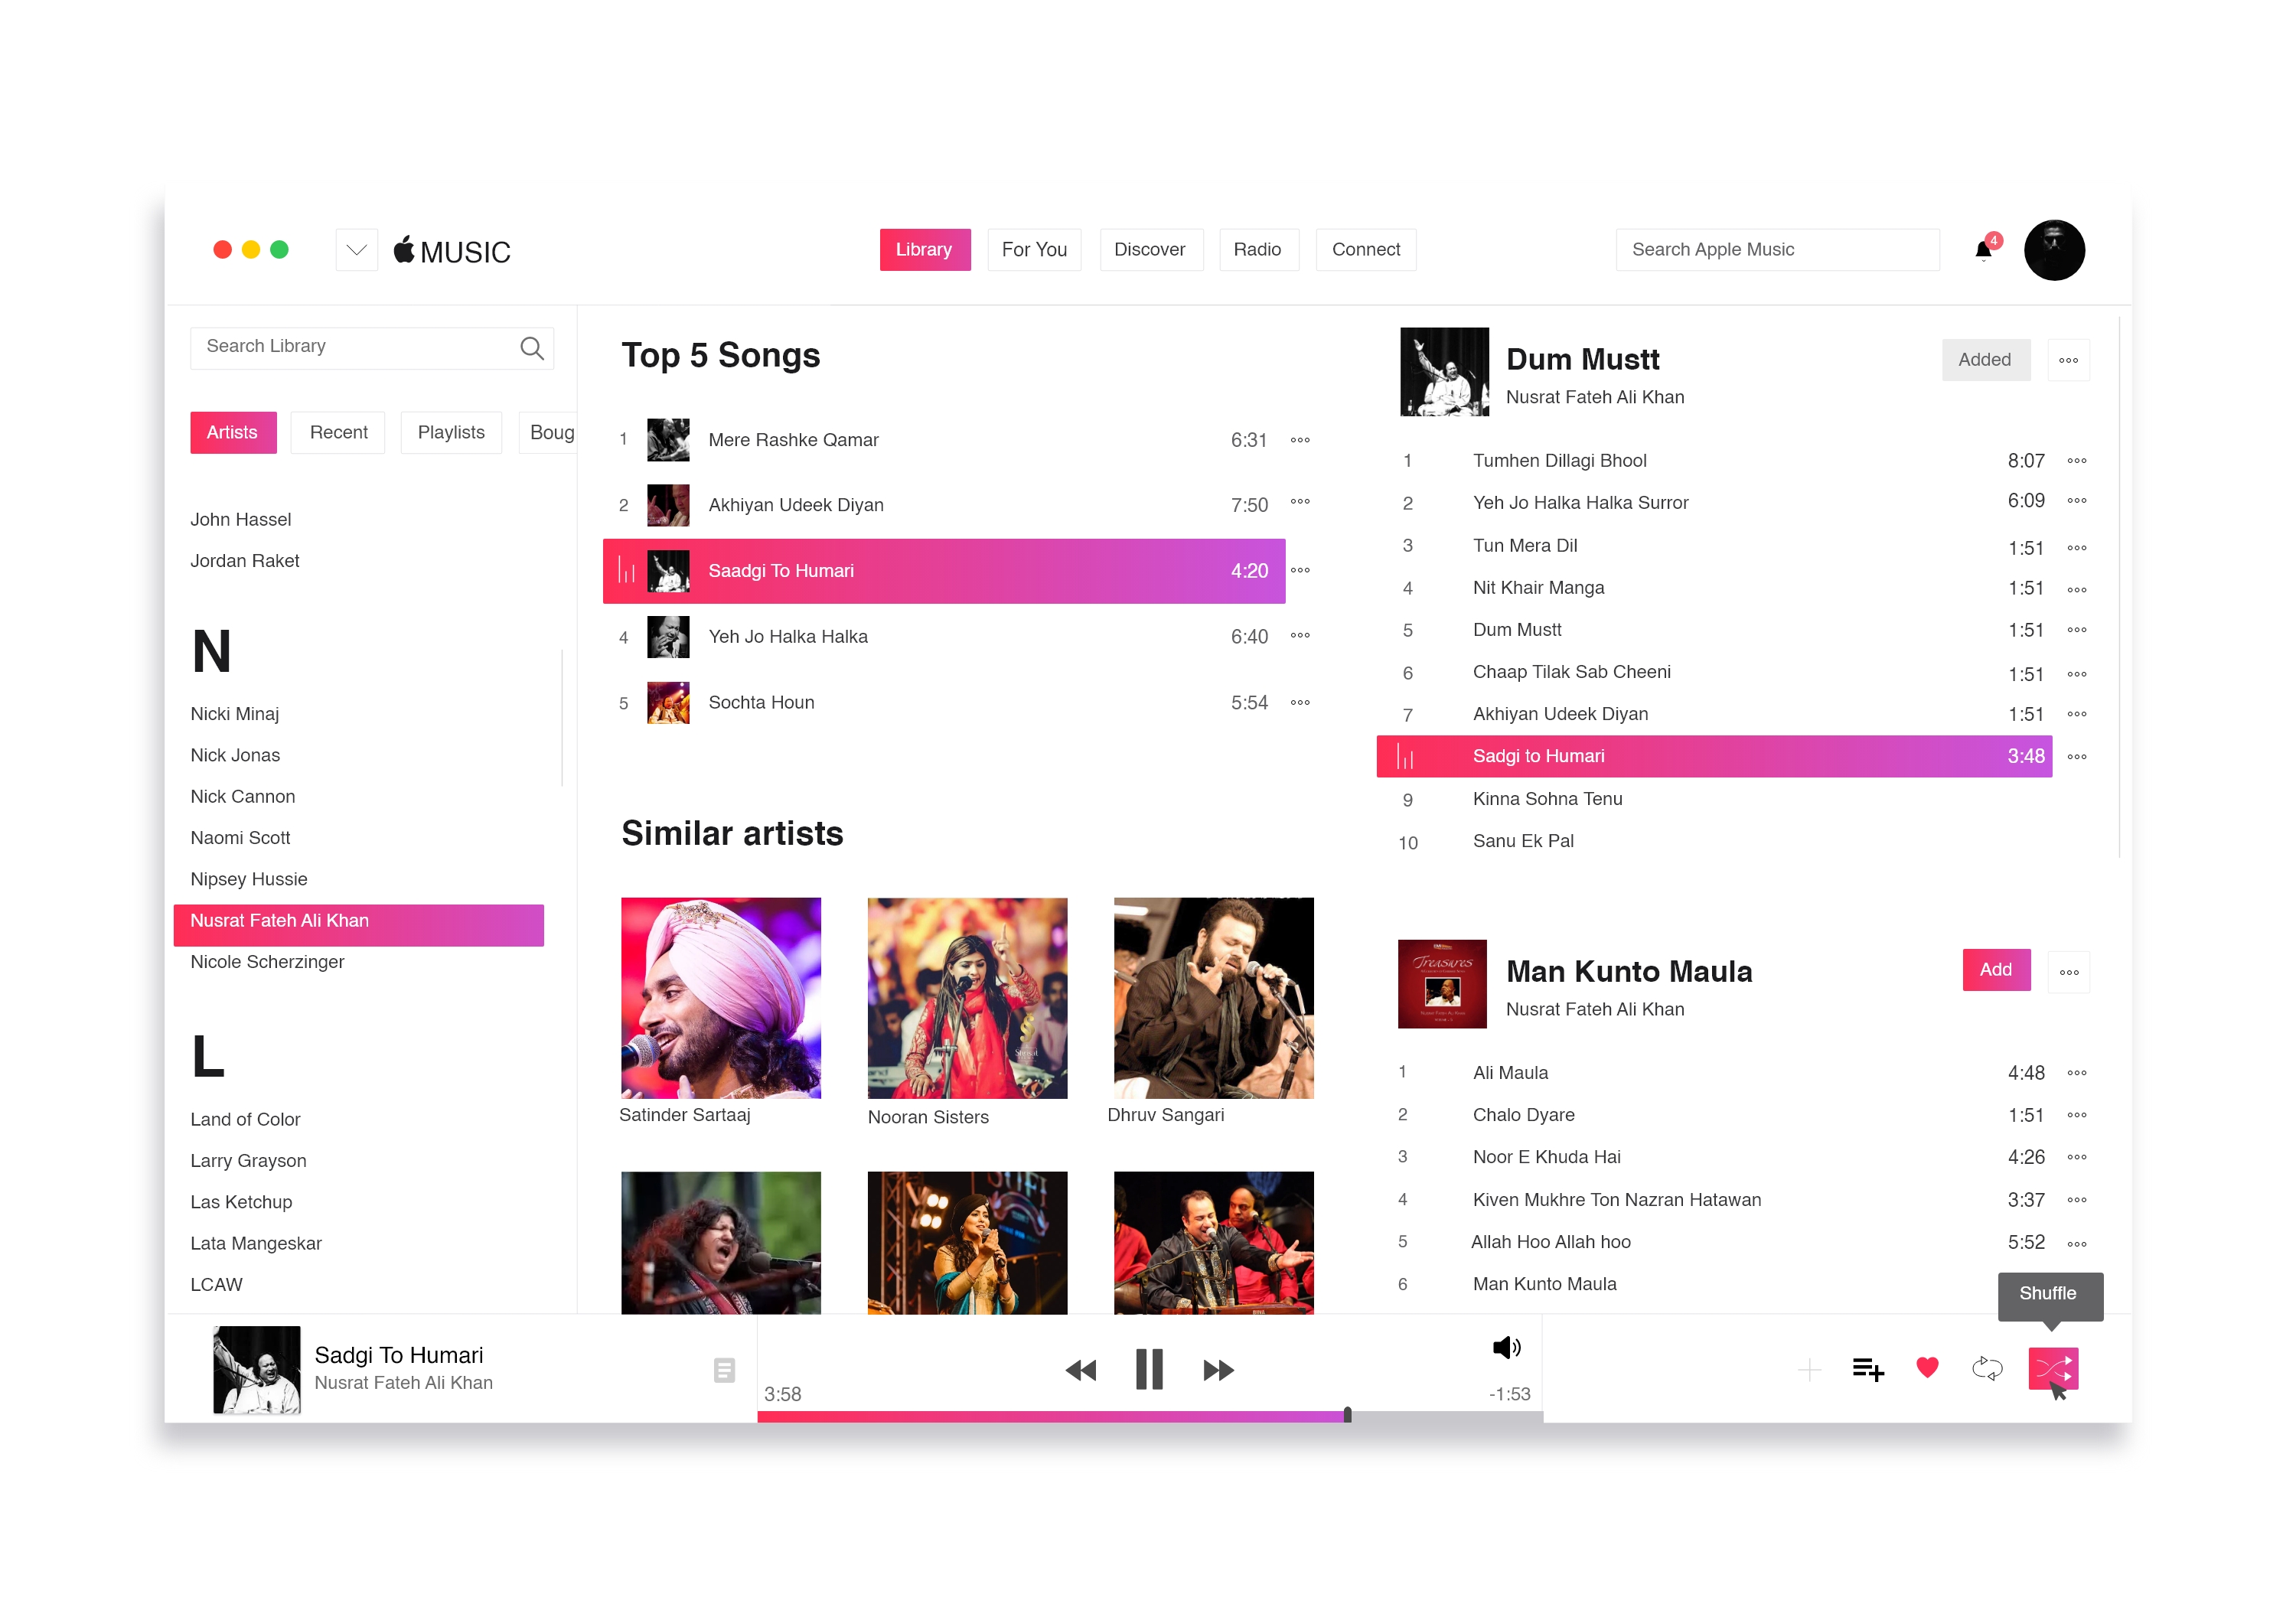 MUSIC
Library
For You
Discover
Radio
Connect
Search Apple Music
4
Search Library
Artists
Recent
Playlists
Boug
John Hassel
Jordan Raket
N
Nicki Minaj
Nick Jonas
Nick Cannon
Naomi Scott
Nipsey Hussie
Nusrat Fateh Ali Khan
Nicole Scherzinger
L
Land of Color
Larry Grayson
Las Ketchup
Lata Mangeskar
LCAW
Top 5 Songs
1 Mere Rashke Qamar 6:31
2 Akhiyan Udeek Diyan 7:50
Saadgi To Humari 4:20
4 Yeh Jo Halka Halka 6:40
5 Sochta Houn 5:54
Similar artists
Satinder Sartaaj
Nooran Sisters
Dhruv Sangari
Dum Mustt
Nusrat Fateh Ali Khan
Added
1 Tumhen Dillagi Bhool 8:07
2 Yeh Jo Halka Halka Surror 6:09
3 Tun Mera Dil 1:51
4 Nit Khair Manga 1:51
5 Dum Mustt 1:51
6 Chaap Tilak Sab Cheeni 1:51
7 Akhiyan Udeek Diyan 1:51
Sadgi to Humari 3:48
9 Kinna Sohna Tenu
10 Sanu Ek Pal
Treasures
Man Kunto Maula
Nusrat Fateh Ali Khan
Add
1 Ali Maula 4:48
2 Chalo Dyare 1:51
3 Noor E Khuda Hai 4:26
4 Kiven Mukhre Ton Nazran Hatawan 3:37
5 Allah Hoo Allah hoo 5:52
6 Man Kunto Maula
Shuffle
Sadgi To Humari
Nusrat Fateh Ali Khan
3:58
-1:53